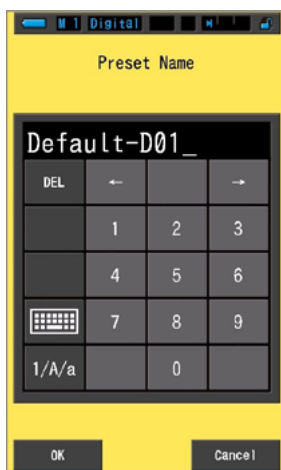 M 1 Digital M
Preset Name
Default-D01_
DEL ← →
1 2 3
4 5 6
7 8 9
1/A/a 0
OK Cancel